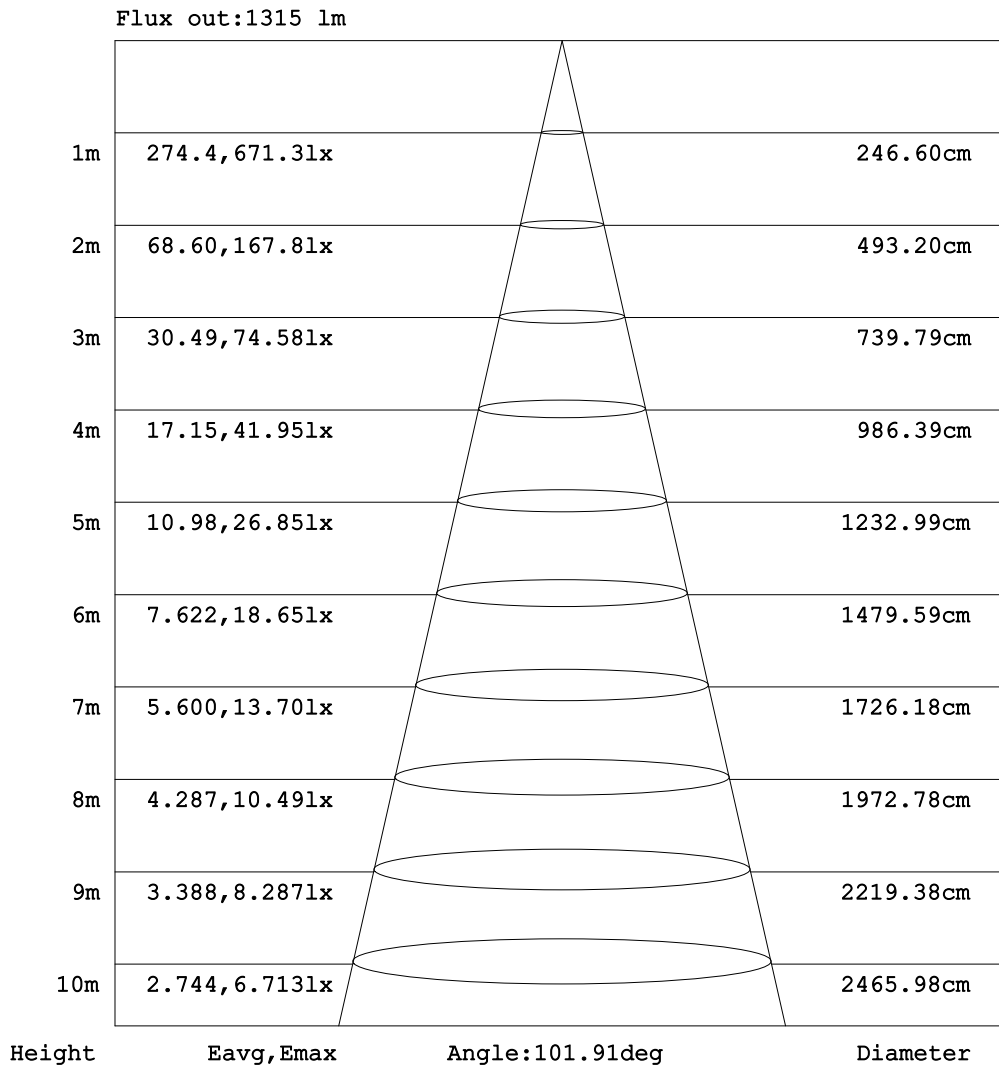 Flux out:1315 lm
1m 274.4,671.3lx 246.60cm
2m 68.60,167.8lx 493.20cm
3m 30.49,74.58lx 739.79cm
4m 17.15,41.95lx 986.39cm
5m 10.98,26.85lx 1232.99cm
6m 7.622,18.65lx 1479.59cm
7m 5.600,13.70lx 1726.18cm
8m 4.287,10.49lx 1972.78cm
9m 3.388,8.287lx 2219.38cm
10m 2.744,6.713lx 2465.98cm
Height Eavg,Emax Angle:101.91deg Diameter